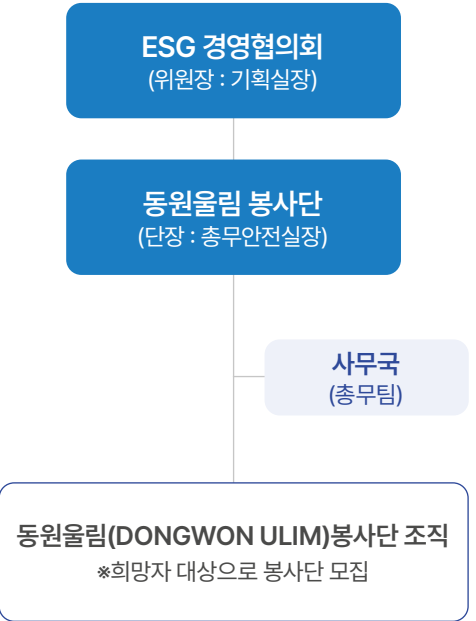 ESG 경영협의회
(위원장 : 기획실장)
동원울림 봉사단
(단장 : 총무안전실장)
사무국
(총무팀)
동원울림(DONGWON ULIM)봉사단 조직
※희망자 대상으로 봉사단 모집